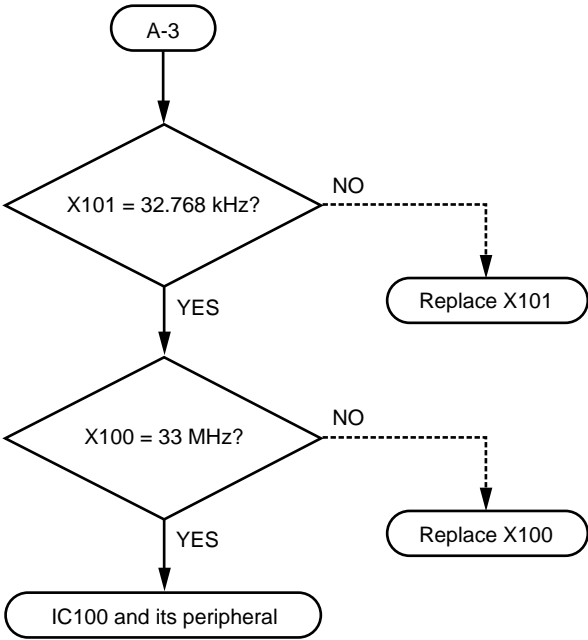 A-3
X101 = 32.768 kHz?
NO
Replace X101
YES
X100 = 33 MHz?
NO
Replace X100
YES
IC100 and its peripheral